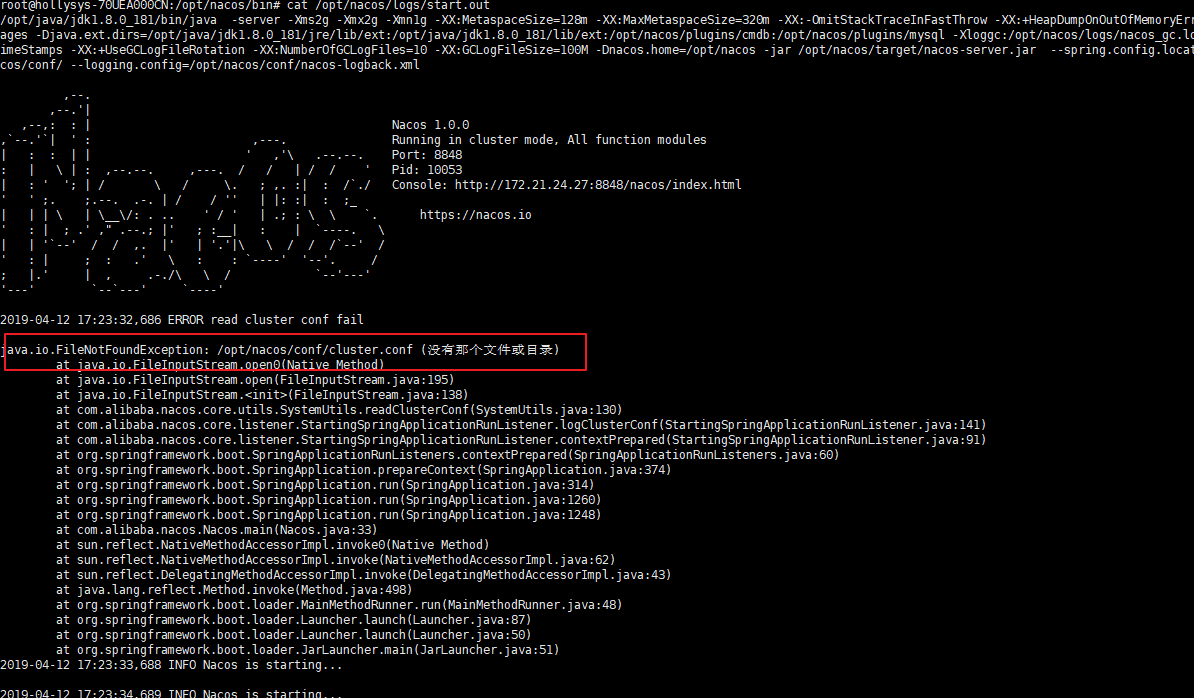 root@hollysys-70UEA000CN:/opt/nacos/bin# cat /opt/nacos/logs/start.out
/opt/java/jdk1.8.0_181/bin/java  -server -Xms2g -Xmx2g -Xmn1g -XX:MetaspaceSize=128m -XX:MaxMetaspaceSize=320m -XX:-OmitStackTraceInFastThrow -XX:+HeapDumpOnOutOfMemoryErr
ages -Djava.ext.dirs=/opt/java/jdk1.8.0_181/jre/lib/ext:/opt/java/jdk1.8.0_181/lib/ext:/opt/nacos/plugins/cmdb:/opt/nacos/plugins/mysql -Xloggc:/opt/nacos/logs/nacos_gc.lo
imeStamps -XX:+UseGCLogFileRotation -XX:NumberOfGCLogFiles=10 -XX:GCLogFileSize=100M -Dnacos.home=/opt/nacos -jar /opt/nacos/target/nacos-server.jar  --spring.config.locat
cos/conf/ --logging.config=/opt/nacos/conf/nacos-logback.xml
Nacos 1.0.0
Running in cluster mode, All function modules
Port: 8848
Pid: 10053
Console: http://172.21.24.27:8848/nacos/index.html
https://nacos.io
2019-04-12 17:23:32,686 ERROR read cluster conf fail
java.io.FileNotFoundException: /opt/nacos/conf/cluster.conf (没有那个文件或目录)
at java.io.FileInputStream.open0(Native Method)
at java.io.FileInputStream.open(FileInputStream.java:195)
at java.io.FileInputStream.<init>(FileInputStream.java:138)
at com.alibaba.nacos.core.utils.SystemUtils.readClusterConf(SystemUtils.java:130)
at com.alibaba.nacos.core.listener.StartingSpringApplicationRunListener.logClusterConf(StartingSpringApplicationRunListener.java:141)
at com.alibaba.nacos.core.listener.StartingSpringApplicationRunListener.contextPrepared(StartingSpringApplicationRunListener.java:91)
at org.springframework.boot.SpringApplicationRunListeners.contextPrepared(SpringApplicationRunListeners.java:60)
at org.springframework.boot.SpringApplication.prepareContext(SpringApplication.java:374)
at org.springframework.boot.SpringApplication.run(SpringApplication.java:314)
at org.springframework.boot.SpringApplication.run(SpringApplication.java:1260)
at org.springframework.boot.SpringApplication.run(SpringApplication.java:1248)
at com.alibaba.nacos.Nacos.main(Nacos.java:33)
at sun.reflect.NativeMethodAccessorImpl.invoke0(Native Method)
at sun.reflect.NativeMethodAccessorImpl.invoke(NativeMethodAccessorImpl.java:62)
at sun.reflect.DelegatingMethodAccessorImpl.invoke(DelegatingMethodAccessorImpl.java:43)
at java.lang.reflect.Method.invoke(Method.java:498)
at org.springframework.boot.loader.MainMethodRunner.run(MainMethodRunner.java:48)
at org.springframework.boot.loader.Launcher.launch(Launcher.java:87)
at org.springframework.boot.loader.Launcher.launch(Launcher.java:50)
at org.springframework.boot.loader.JarLauncher.main(JarLauncher.java:51)
2019-04-12 17:23:33,688 INFO Nacos is starting...
2019-04-12 17:23:34,689 INFO Nacos is starting...